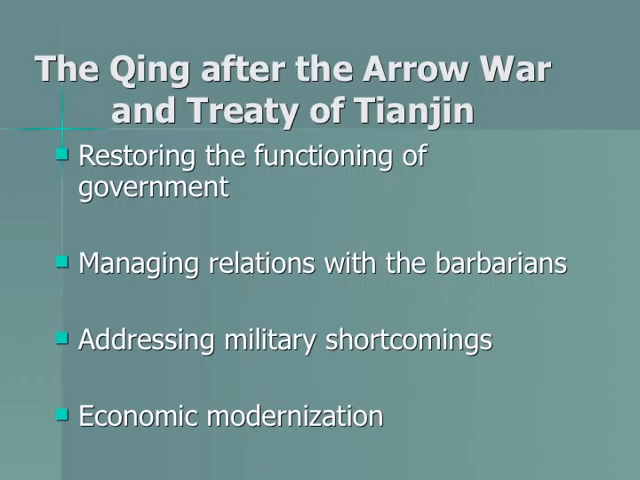 The Qing after the Arrow War
and Treaty of Tianjin
Restoring the functioning of
government
Managing relations with the barbarians
Addressing military shortcomings
Economic modernization